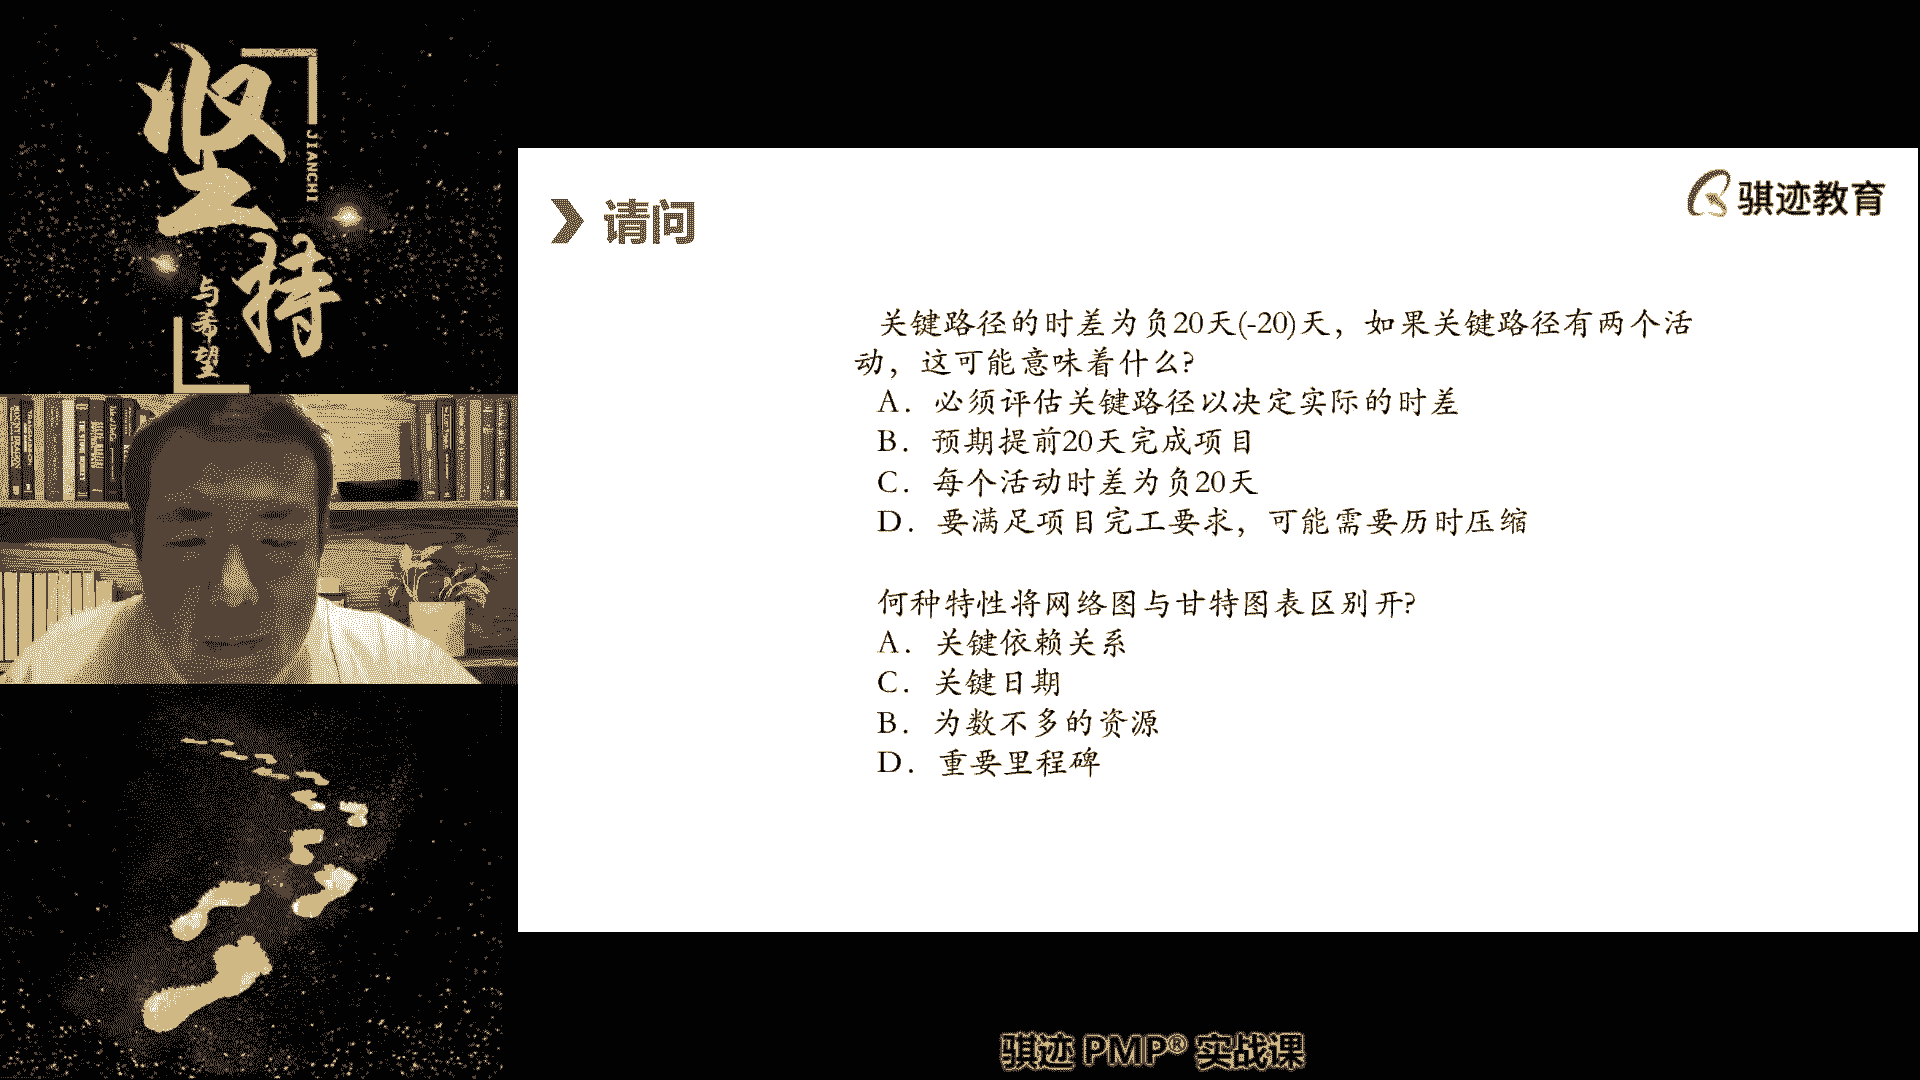 坚持
JIANCHI
与希望
请问
骐迹教育
关键路径的时差为负20天(-20)天，如果关键路径有两个活
动，这可能意味着什么?
A. 必须评估关键路径以决定实际的时差
B. 预期提前20天完成项目
C. 每个活动时差为负20天
D. 要满足项目完工要求，可能需要历时压缩
何种特性将网络图与甘特图表区别开?
A. 关键依赖关系
C. 关键日期
B. 为数不多的资源
D. 重要里程碑
骐迹 PMP® 实战课